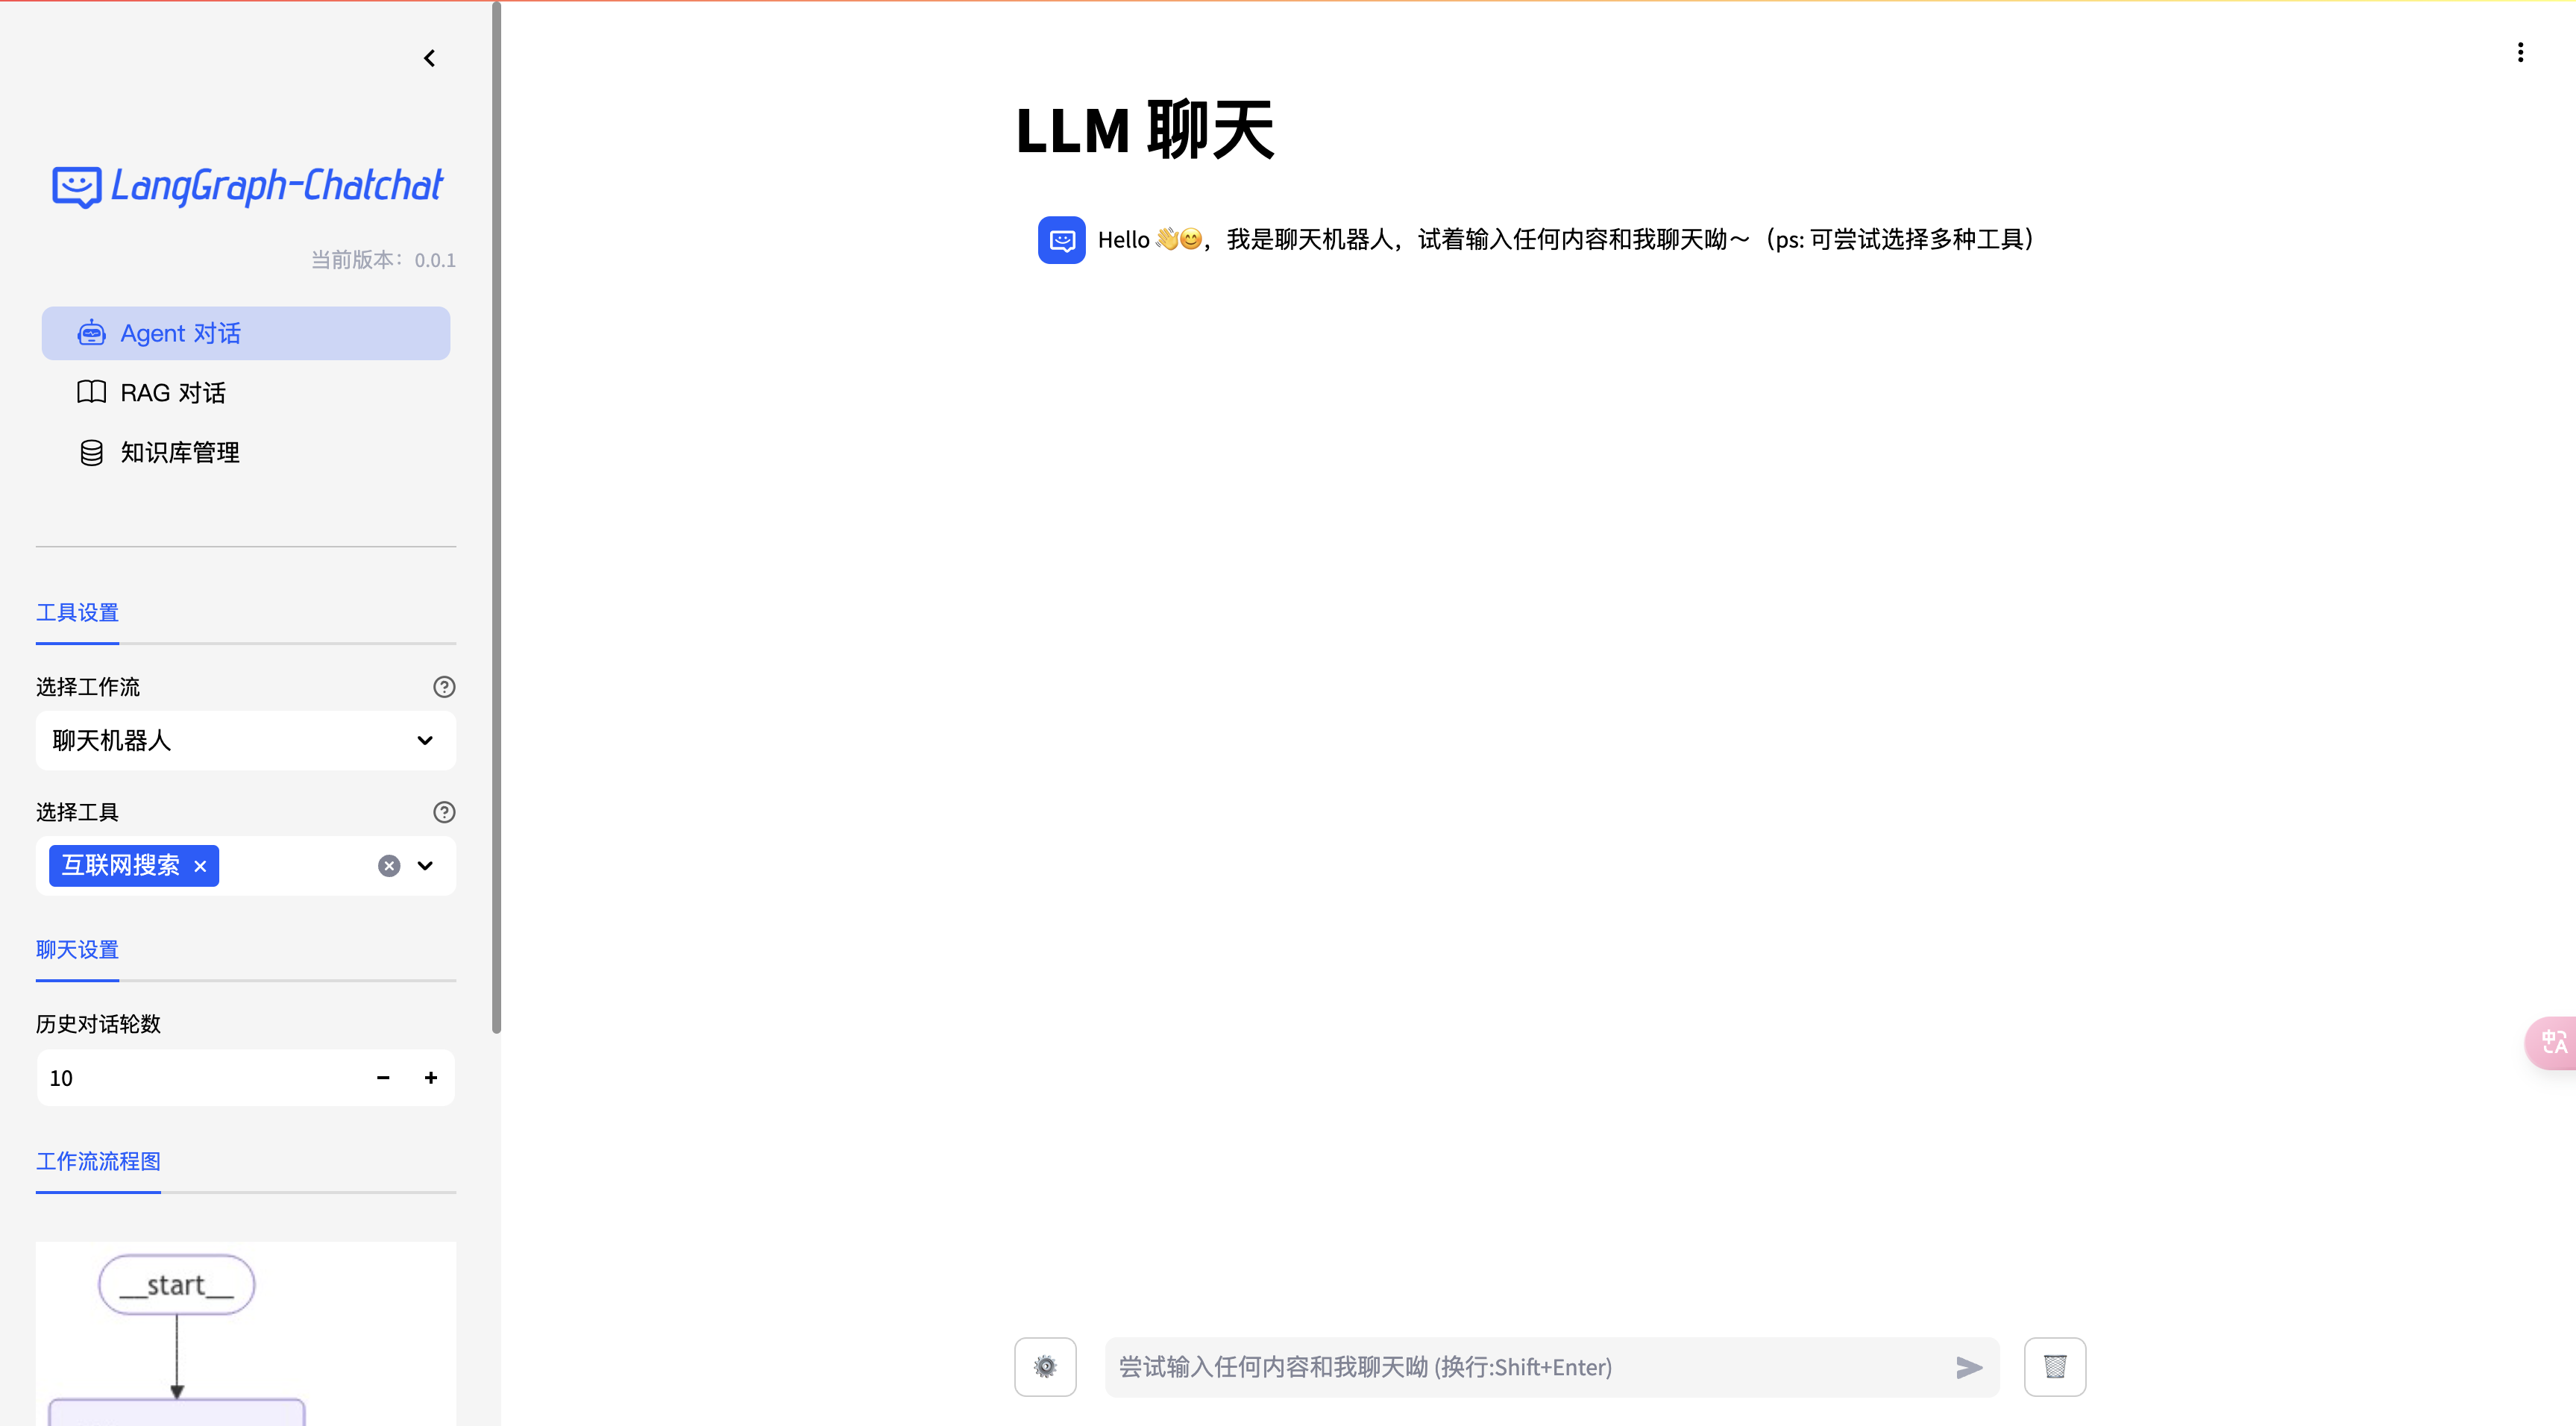 LangGraph-Chatchat
当前版本：0.0.1
Agent 对话
RAG 对话
知识库管理
工具设置
选择工作流
聊天机器人
选择工具
互联网搜索
聊天设置
历史对话轮数
10
工作流流程图
__start__
LLM 聊天
Hello 👋😊，我是聊天机器人，试着输入任何内容和我聊天呦～（ps: 可尝试选择多种工具）
尝试输入任何内容和我聊天呦 (换行:Shift+Enter)
中A